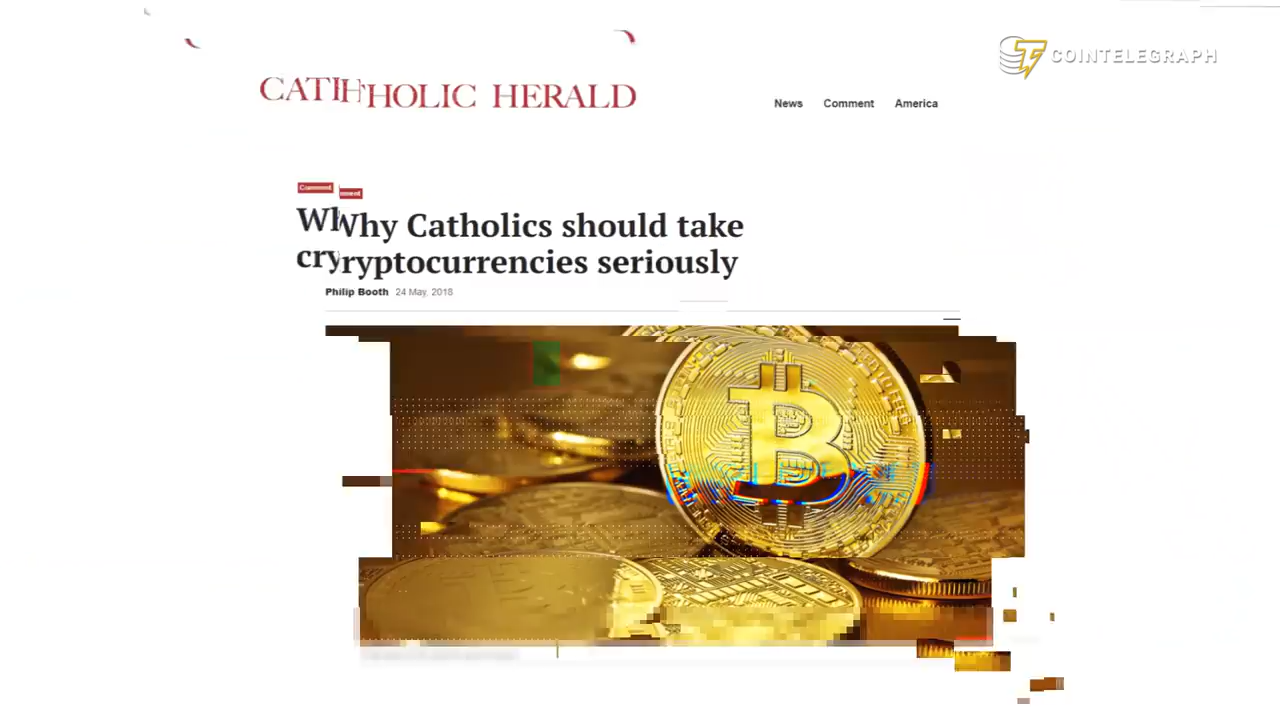 COINTELEGRAPH
CATHOLIC HERALD
News Comment America
Comment
Why Catholics should take
cryptocurrencies seriously
Philip Booth 24 May, 2018